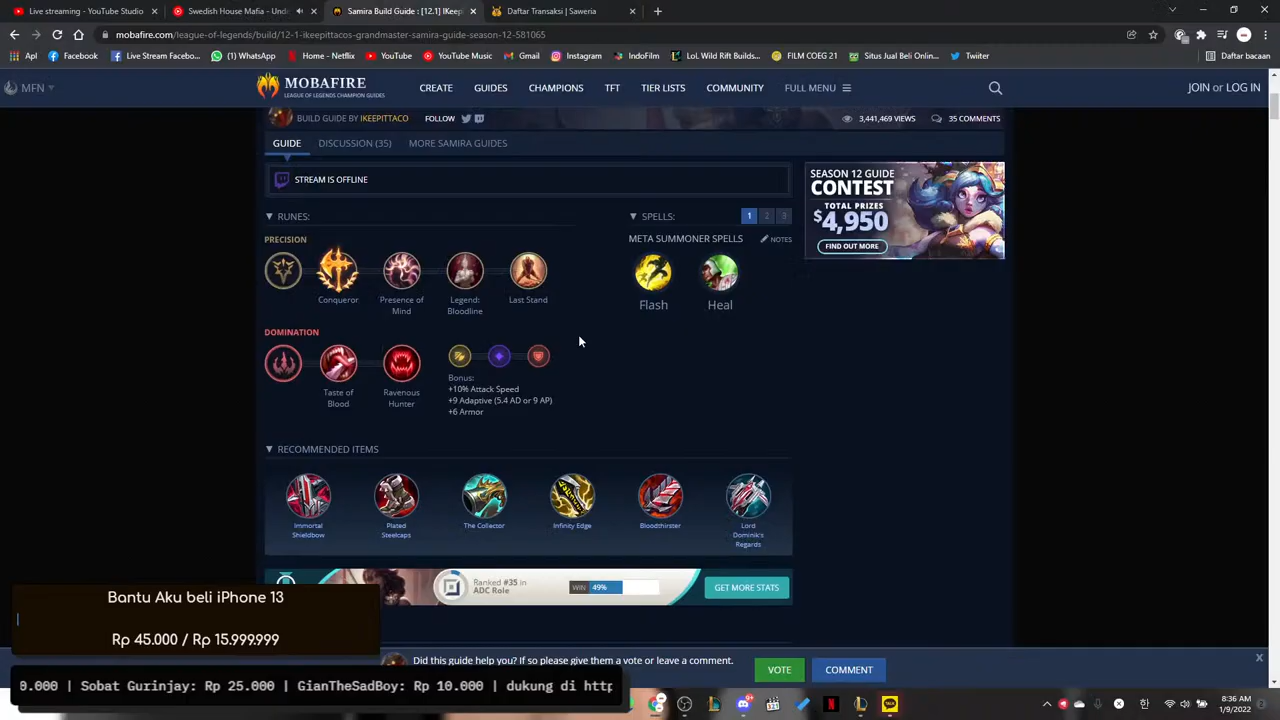 Live streaming - YouTube Studio
Swedish House Mafia - Und
Samira Build Guide : [12.1] iKeep
Daftar Transaksi | Saweria
mobafire.com/league-of-legends/build/12-1-ikeepittacos-grandmaster-samira-guide-season-12-581065
Apl
Facebook
Live Stream Facebo...
(1) WhatsApp
Home - Netflix
YouTube
Gmail
Instagram
IndoFilm
LoL Wild Rift Buildi...
FILM COEG 21
Situs Jual Beli Onlin...
Twitter
Daftar bacaan
MFN
MOBAFIRE
LEAGUE OF LEGENDS CHAMPION GUIDES
CREATE
GUIDES
CHAMPIONS
TFT
TIER LISTS
COMMUNITY
FULL MENU
JOIN or LOG IN
BUILD GUIDE BY IKEEPITTACO
FOLLOW
3,441,469 VIEWS
35 COMMENTS
GUIDE
DISCUSSION (35)
MORE SAMIRA GUIDES
STREAM IS OFFLINE
SEASON 12 GUIDE
CONTEST
TOTAL PRIZES
$4,950
FIND OUT MORE
RUNES:
SPELLS:
1
2
3
PRECISION
META SUMMONER SPELLS
NOTES
Conqueror
Presence of
Mind
Legend:
Bloodline
Last Stand
Flash
Heal
DOMINATION
Taste of
Blood
Ravenous
Hunter
Bonus:
+10% Attack Speed
+9 Adaptive (5.4 AD or 9 AP)
+6 Armor
RECOMMENDED ITEMS
Immortal
Shieldbow
Plated
Steelcaps
The Collector
Infinity Edge
Bloodthirster
Lord
Dominik's
Regards
Ranked #35 in
ADC Role
WIN
49%
GET MORE STATS
Bantu Aku beli iPhone 13
Rp 45.000 / Rp 15.999.999
Did this guide help you? If so please give them a vote or leave a comment.
VOTE
COMMENT
0.000 | Sobat Gurinjay: Rp 25.000 | GianTheSadBoy: Rp 10.000 | dukung di http
8:36 AM
1/9/2022